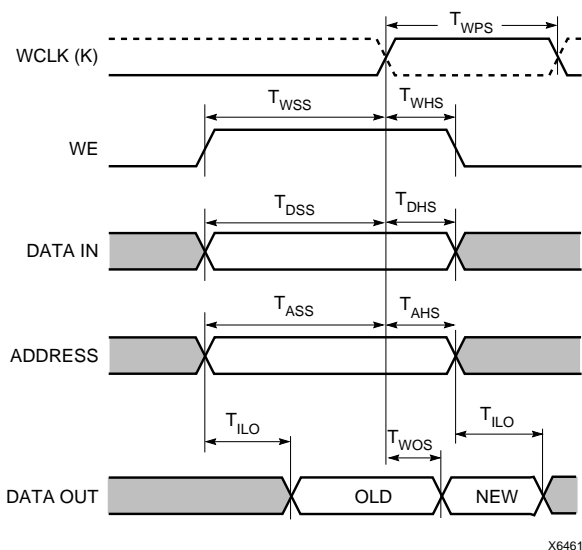 T_WPS
WCLK (K)
T_WSS T_WHS
WE
T_DSS T_DHS
DATA IN
T_ASS T_AHS
ADDRESS
T_ILO T_WOS T_ILO
DATA OUT OLD NEW
X6461